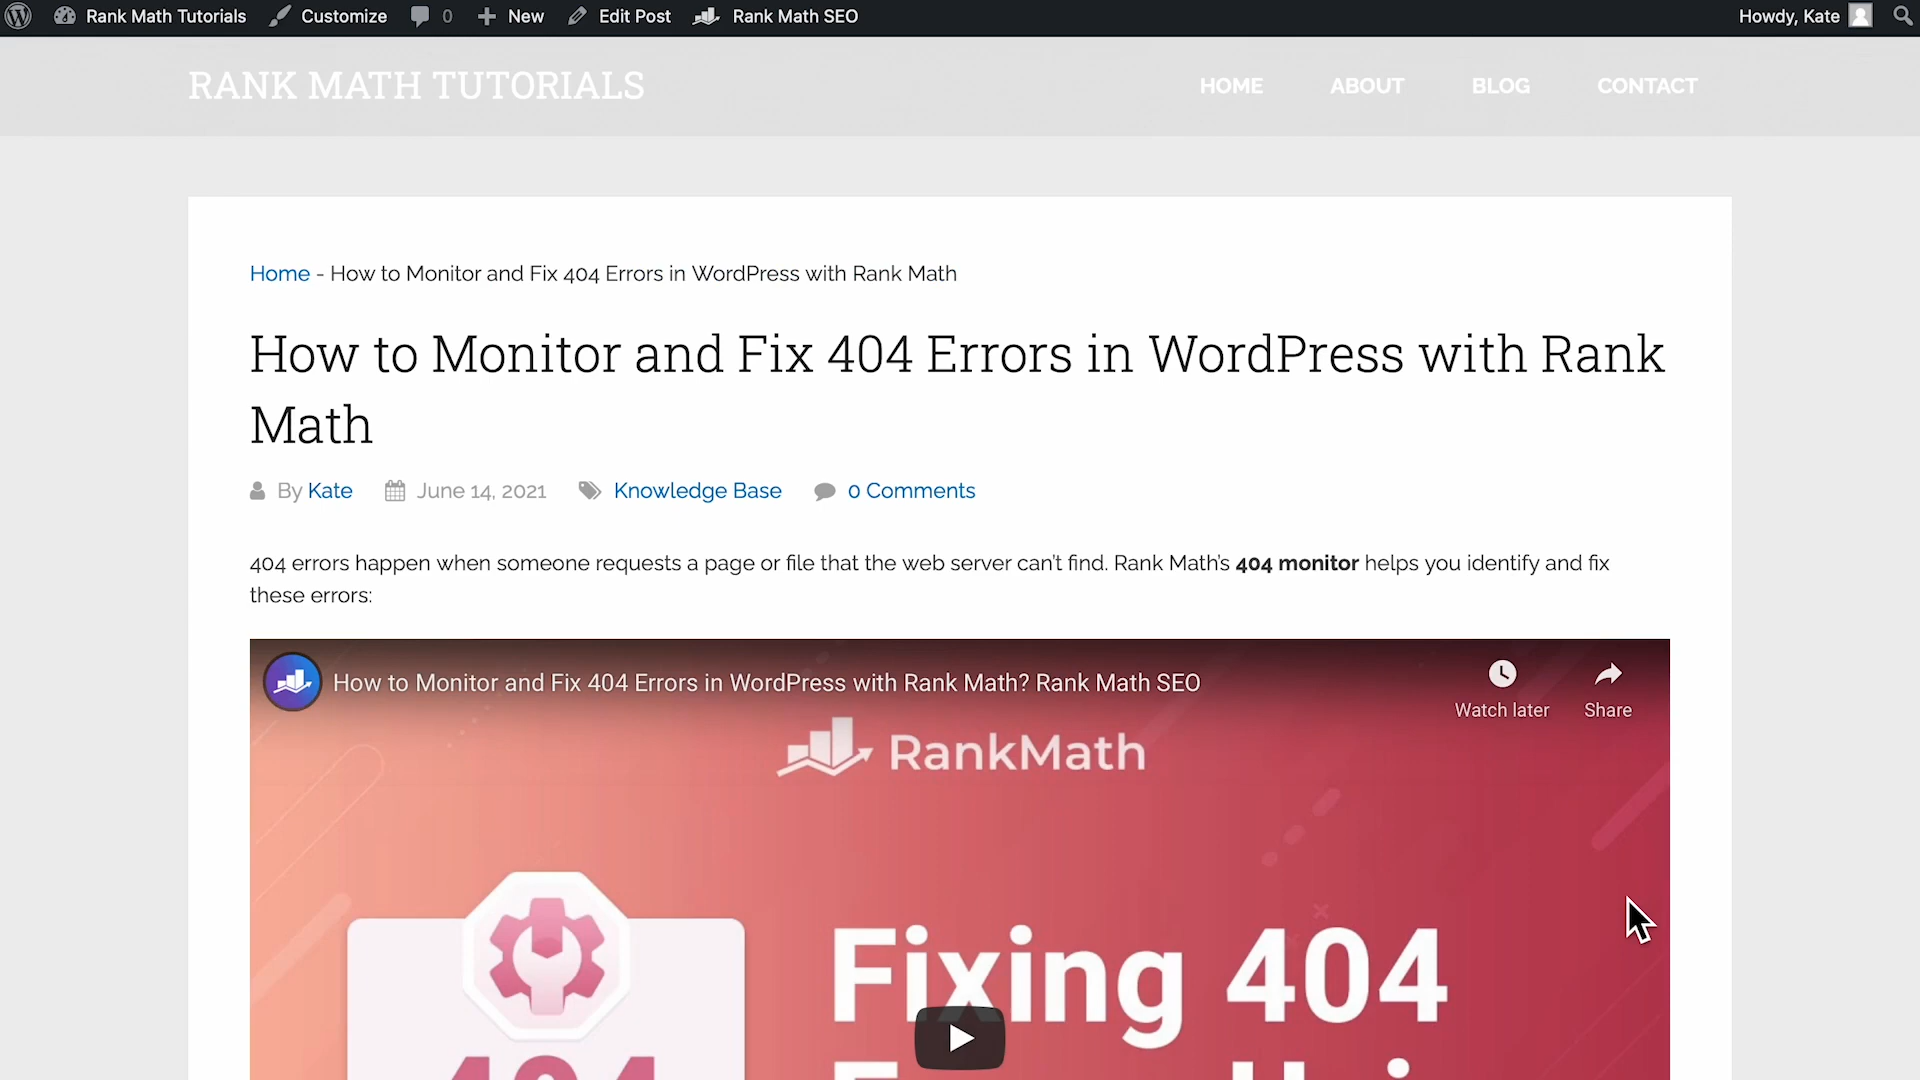 Rank Math Tutorials Customize 0 New Edit Post Rank Math SEO Howdy, Kate
RANK MATH TUTORIALS HOME ABOUT BLOG CONTACT
Home - How to Monitor and Fix 404 Errors in WordPress with Rank Math
How to Monitor and Fix 404 Errors in WordPress with Rank
Math
By Kate June 14, 2021 Knowledge Base 0 Comments
404 errors happen when someone requests a page or file that the web server can't find. Rank Math's 404 monitor helps you identify and fix
these errors:
How to Monitor and Fix 404 Errors in WordPress with Rank Math? Rank Math SEO
Watch later Share
RankMath
Fixing 404
404